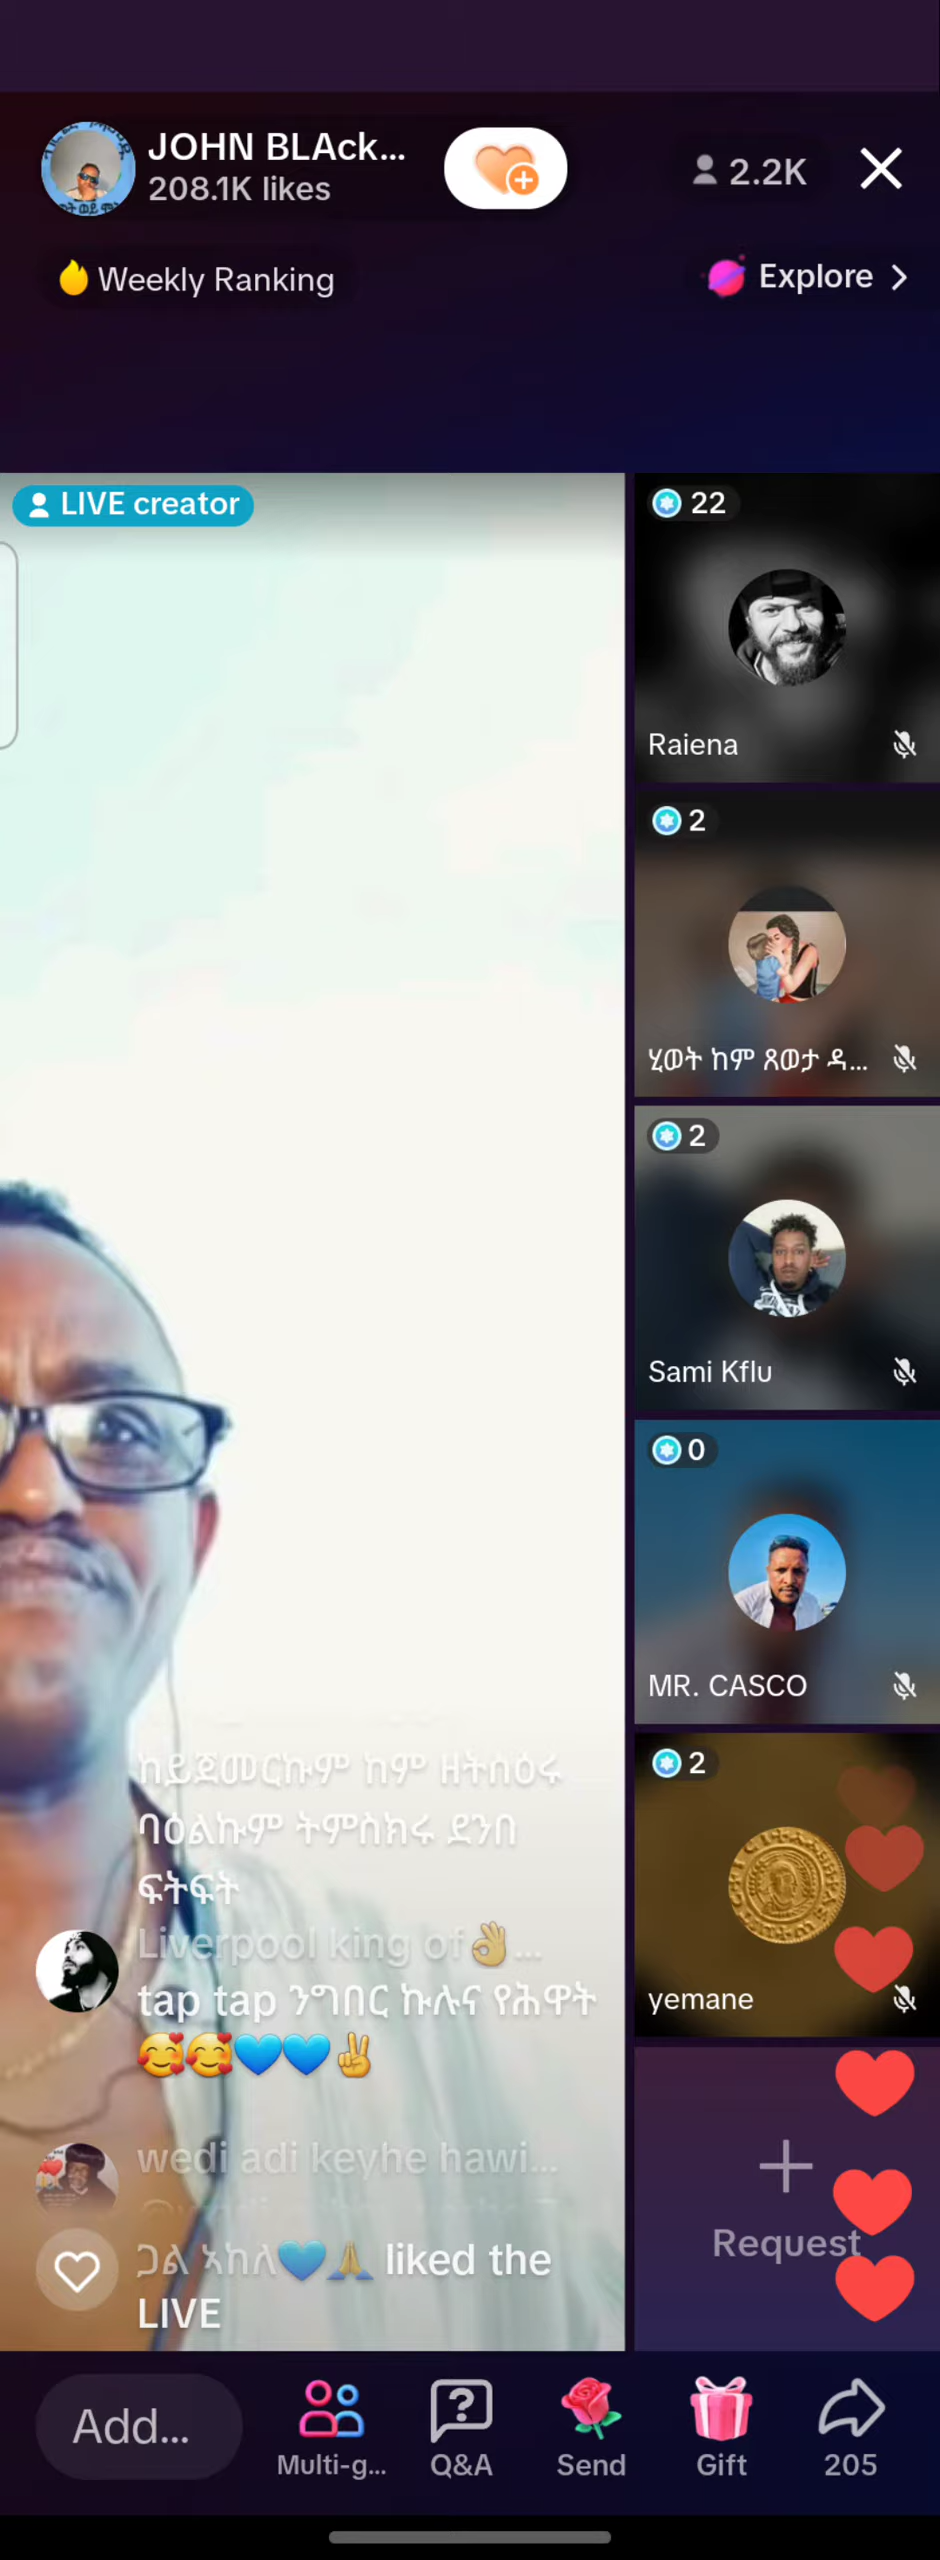 JOHN BLAck...
208.1K likes
2.2K
Weekly Ranking
Explore
LIVE creator
22
Raiena
2
ሂወት ከም ጸወታ ዳ...
2
Sami Kflu
0
MR. CASCO
2
yemane
Request
ከይጀመርኩም ከም ዘትሰዕሩ
ባዕልኩም ትምስክሩ ደንበ
ፍትፍት
Liverpool king of👌...
tap tap ንግበር ኩሉና የሕዋት
🥰🥰💙💙✌️
wedi adi keyhe hawi...
ጋል ኣከለ💙🙏 liked the
LIVE
Add...
Multi-g...
Q&A
Send
Gift
205